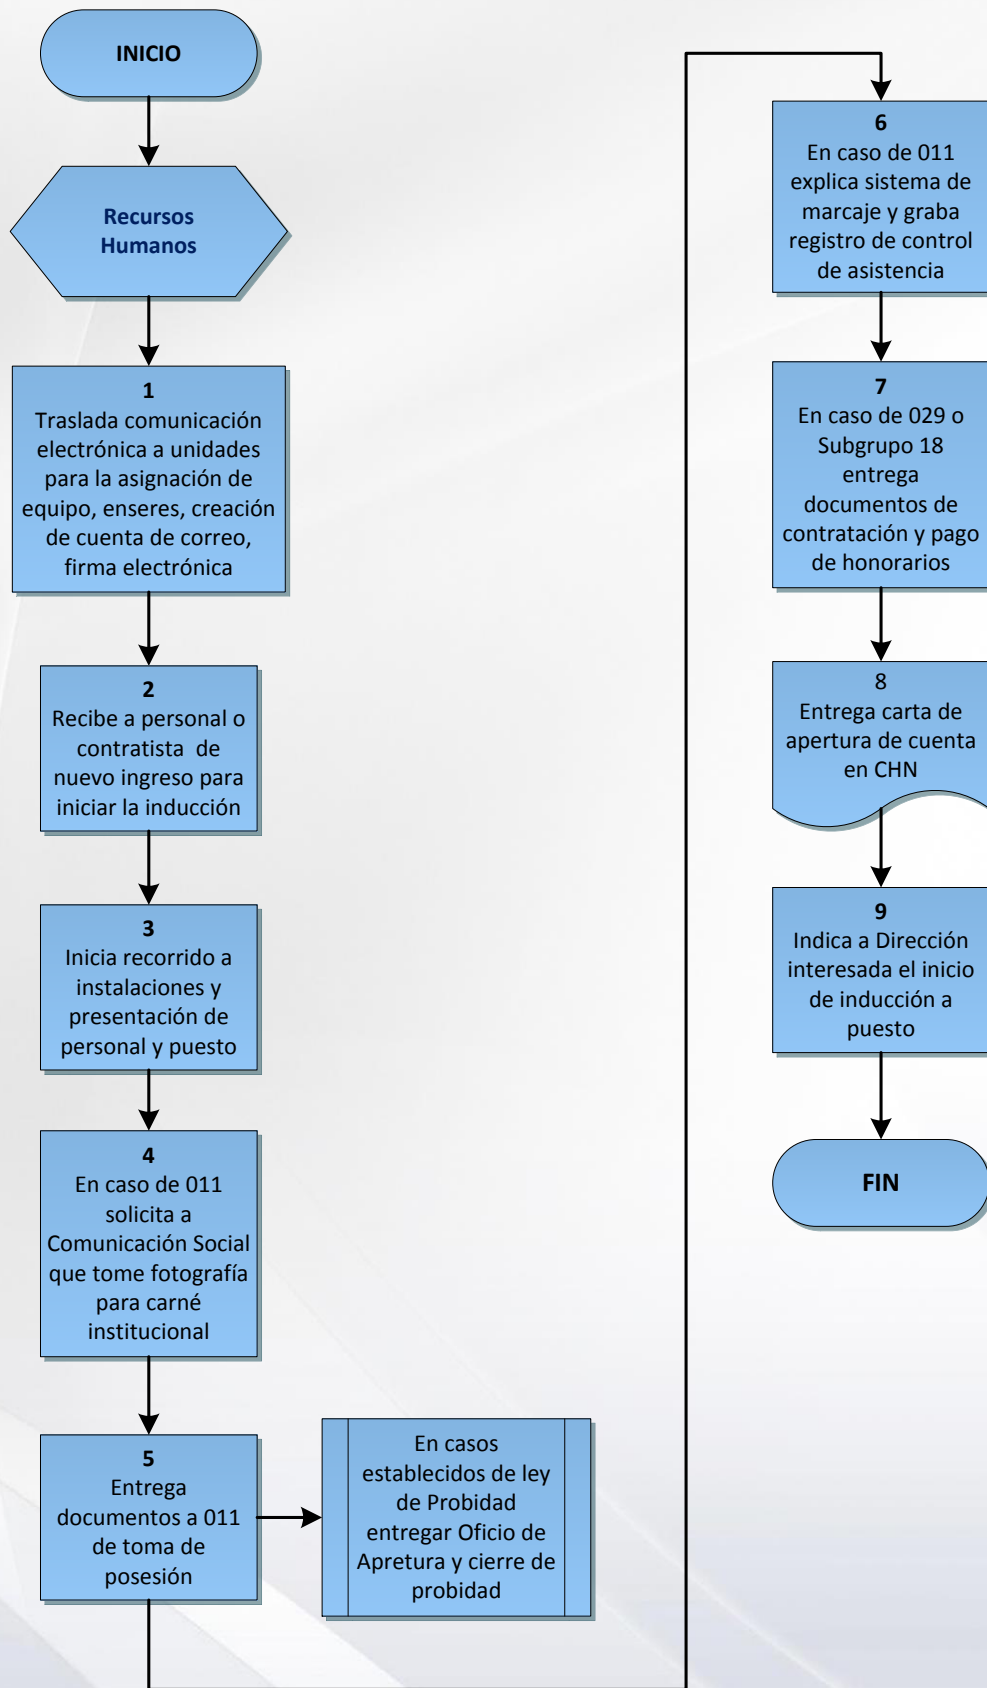 INICIO
Recursos
Humanos
1
Traslada comunicación
electrónica a unidades
para la asignación de
equipo, enseres, creación
de cuenta de correo,
firma electrónica
2
Recibe a personal o
contratista de
nuevo ingreso para
iniciar la inducción
3
Inicia recorrido a
instalaciones y
presentación de
personal y puesto
4
En caso de 011
solicita a
Comunicación Social
que tome fotografía
para carné
institucional
5
Entrega
documentos a 011
de toma de
posesión
En casos
establecidos de ley
de Probidad
entregar Oficio de
Apretura y cierre de
probidad
6
En caso de 011
explica sistema de
marcaje y graba
registro de control
de asistencia
7
En caso de 029 o
Subgrupo 18
entrega
documentos de
contratación y pago
de honorarios
8
Entrega carta de
apertura de cuenta
en CHN
9
Indica a Dirección
interesada el inicio
de inducción a
puesto
FIN